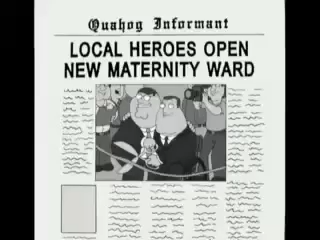 Quahog Informant
LOCAL HEROES OPEN
NEW MATERNITY WARD